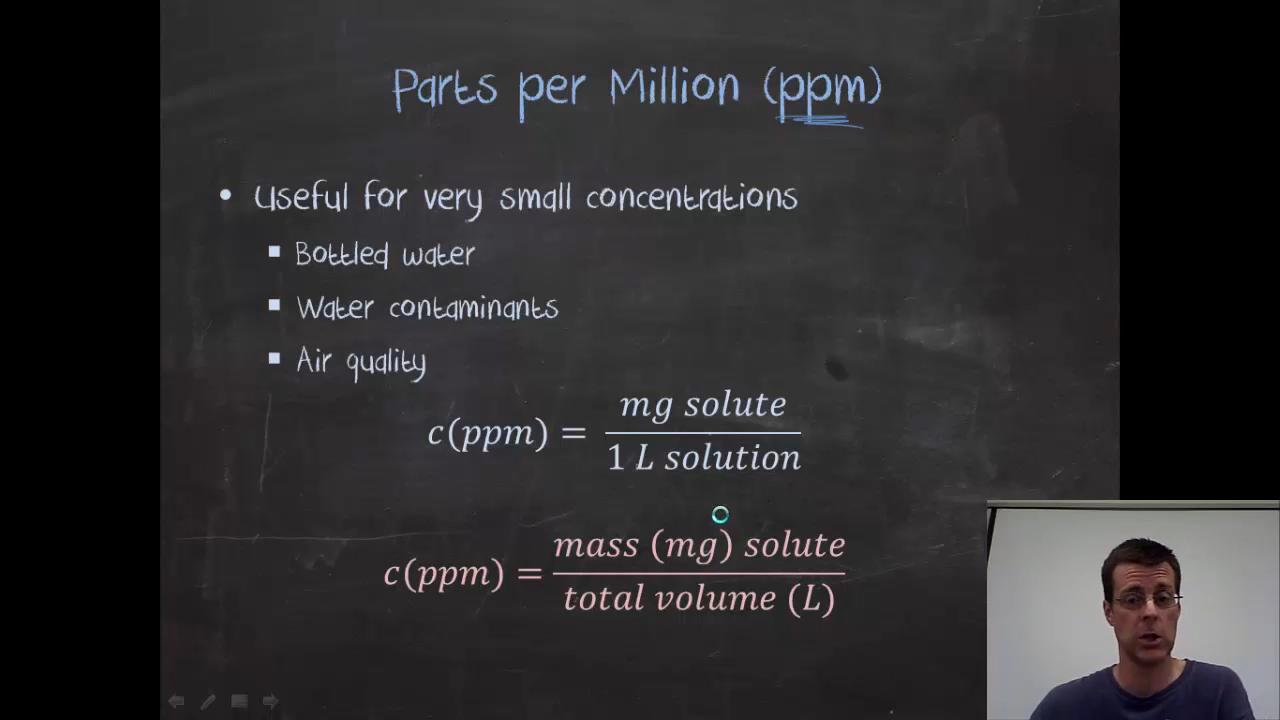 Parts per Million (ppm)
• Useful for very small concentrations
▪ Bottled water
▪ Water contaminants
▪ Air quality
c(ppm) = mg solute / 1 L solution
c(ppm) = mass (mg) solute / total volume (L)